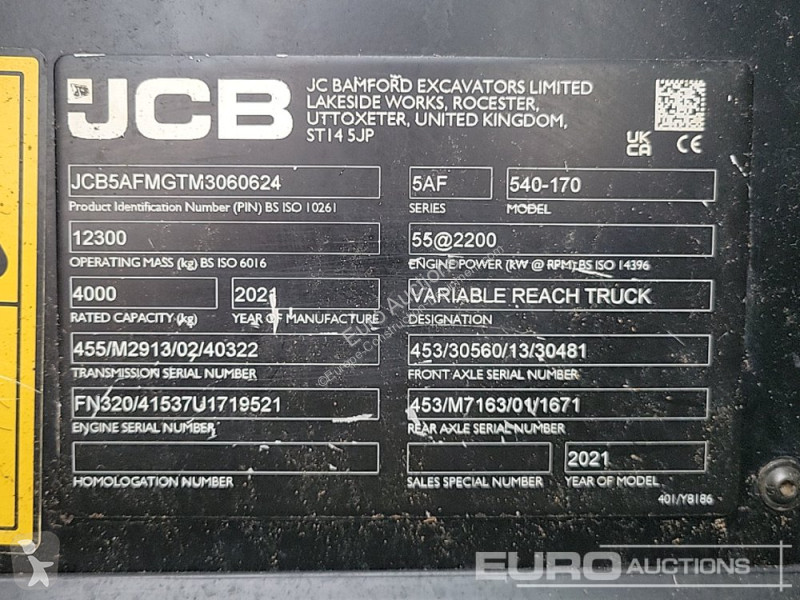 JCB
JC BAMFORD EXCAVATORS LIMITED
LAKESIDE WORKS, ROCESTER,
UTTOXETER, UNITED KINGDOM,
ST14 5JP
UK
CA CE
JCB5AFMGTM3060624 5AF 540-170
Product Identification Number (PIN) BS ISO 10261 SERIES MODEL
12300 55@2200
OPERATING MASS (kg) BS ISO 6016 ENGINE POWER (kW @ RPM) BS ISO 14396
4000 2021 VARIABLE REACH TRUCK
RATED CAPACITY (kg) YEAR OF MANUFACTURE DESIGNATION
455/M2913/02/40322 453/30560/13/30481
TRANSMISSION SERIAL NUMBER FRONT AXLE SERIAL NUMBER
FN320/41537U1719521 453/M7163/01/1671
ENGINE SERIAL NUMBER REAR AXLE SERIAL NUMBER
2021
HOMOLOGATION NUMBER SALES SPECIAL NUMBER YEAR OF MODEL
401/Y8186
Euro Auctions
EURO AUCTIONS